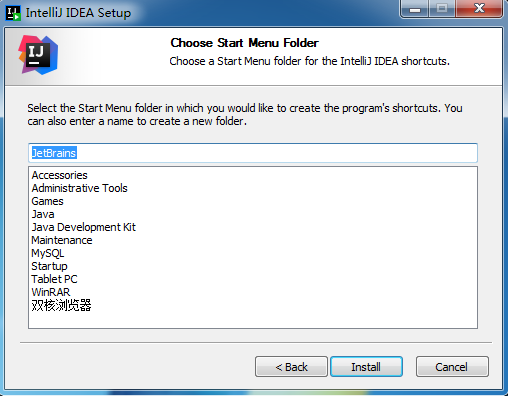 IntelliJ IDEA Setup
IJ
Choose Start Menu Folder
Choose a Start Menu folder for the IntelliJ IDEA shortcuts.
Select the Start Menu folder in which you would like to create the program's shortcuts. You
can also enter a name to create a new folder.
JetBrains
Accessories
Administrative Tools
Games
Java
Java Development Kit
Maintenance
MySQL
Startup
Tablet PC
WinRAR
双核浏览器
< Back
Install
Cancel